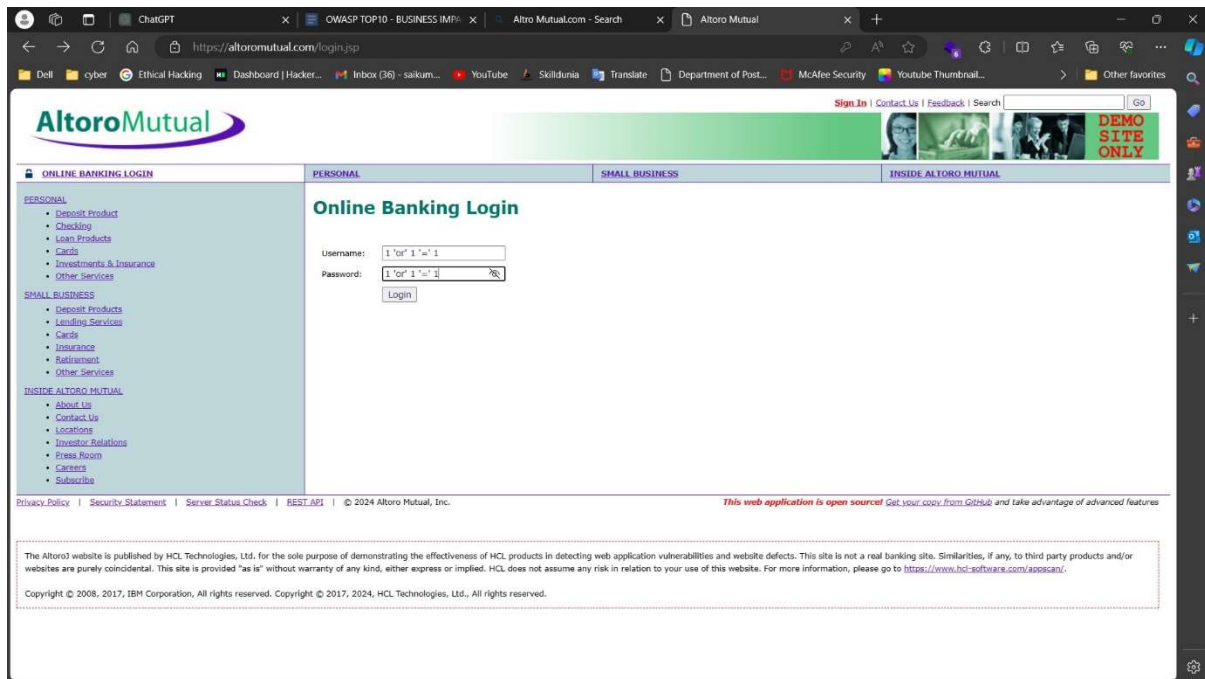 ChatGPT
OWASP TOP10 - BUSINESS IMPA
Altro Mutual.com - Search
Altoro Mutual
https://altoromutual.com/login.jsp
6
Dell
cyber
Ethical Hacking
Dashboard | Hacker...
Inbox (36) - saikum...
YouTube
Skilldunia
Translate
Department of Post...
McAfee Security
Youtube Thumbnail...
Other favorites
AltoroMutual
Sign In | Contact Us | Feedback | Search
Go
DEMO
SITE
ONLY
ONLINE BANKING LOGIN
PERSONAL
SMALL BUSINESS
INSIDE ALTORO MUTUAL
PERSONAL
• Deposit Product
• Checking
• Loan Products
• Cards
• Investments & Insurance
• Other Services
SMALL BUSINESS
• Deposit Products
• Lending Services
• Cards
• Insurance
• Retirement
• Other Services
INSIDE ALTORO MUTUAL
• About Us
• Contact Us
• Locations
• Investor Relations
• Press Room
• Careers
• Subscribe
Online Banking Login
Username: 1 'or' 1 '=' 1
Password: 1 'or' 1 '=' 1
Login
Privacy Policy | Security Statement | Server Status Check | REST API | © 2024 Altoro Mutual, Inc.
This web application is open source! Get your copy from GitHub and take advantage of advanced features
The AltoroJ website is published by HCL Technologies, Ltd. for the sole purpose of demonstrating the effectiveness of HCL products in detecting web application vulnerabilities and website defects. This site is not a real banking site. Similarities, if any, to third party products and/or
websites are purely coincidental. This site is provided "as is" without warranty of any kind, either express or implied. HCL does not assume any risk in relation to your use of this website. For more information, please go to https://www.hcl-software.com/appscan/.
Copyright © 2008, 2017, IBM Corporation, All rights reserved. Copyright © 2017, 2024, HCL Technologies, Ltd., All rights reserved.